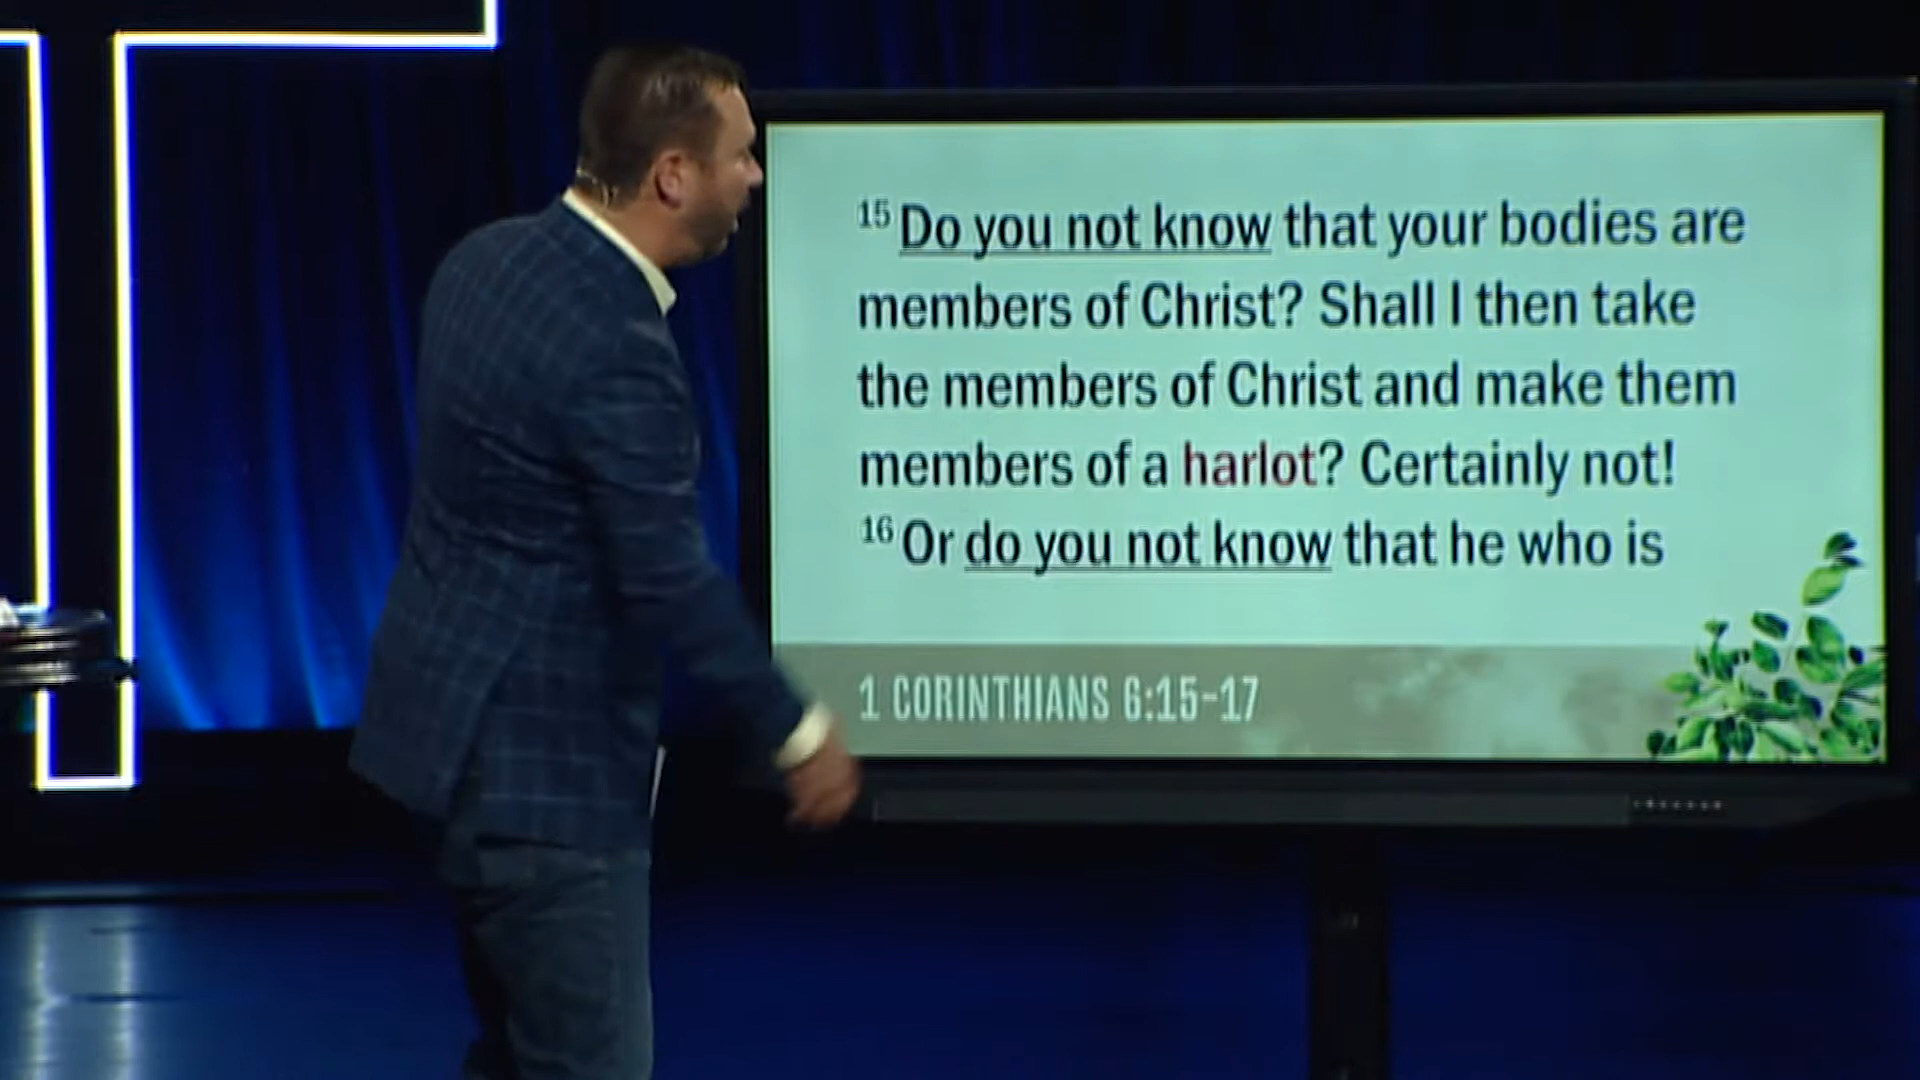 15 Do you not know that your bodies are
members of Christ? Shall I then take
the members of Christ and make them
members of a harlot? Certainly not!
16 Or do you not know that he who is
1 CORINTHIANS 6:15-17